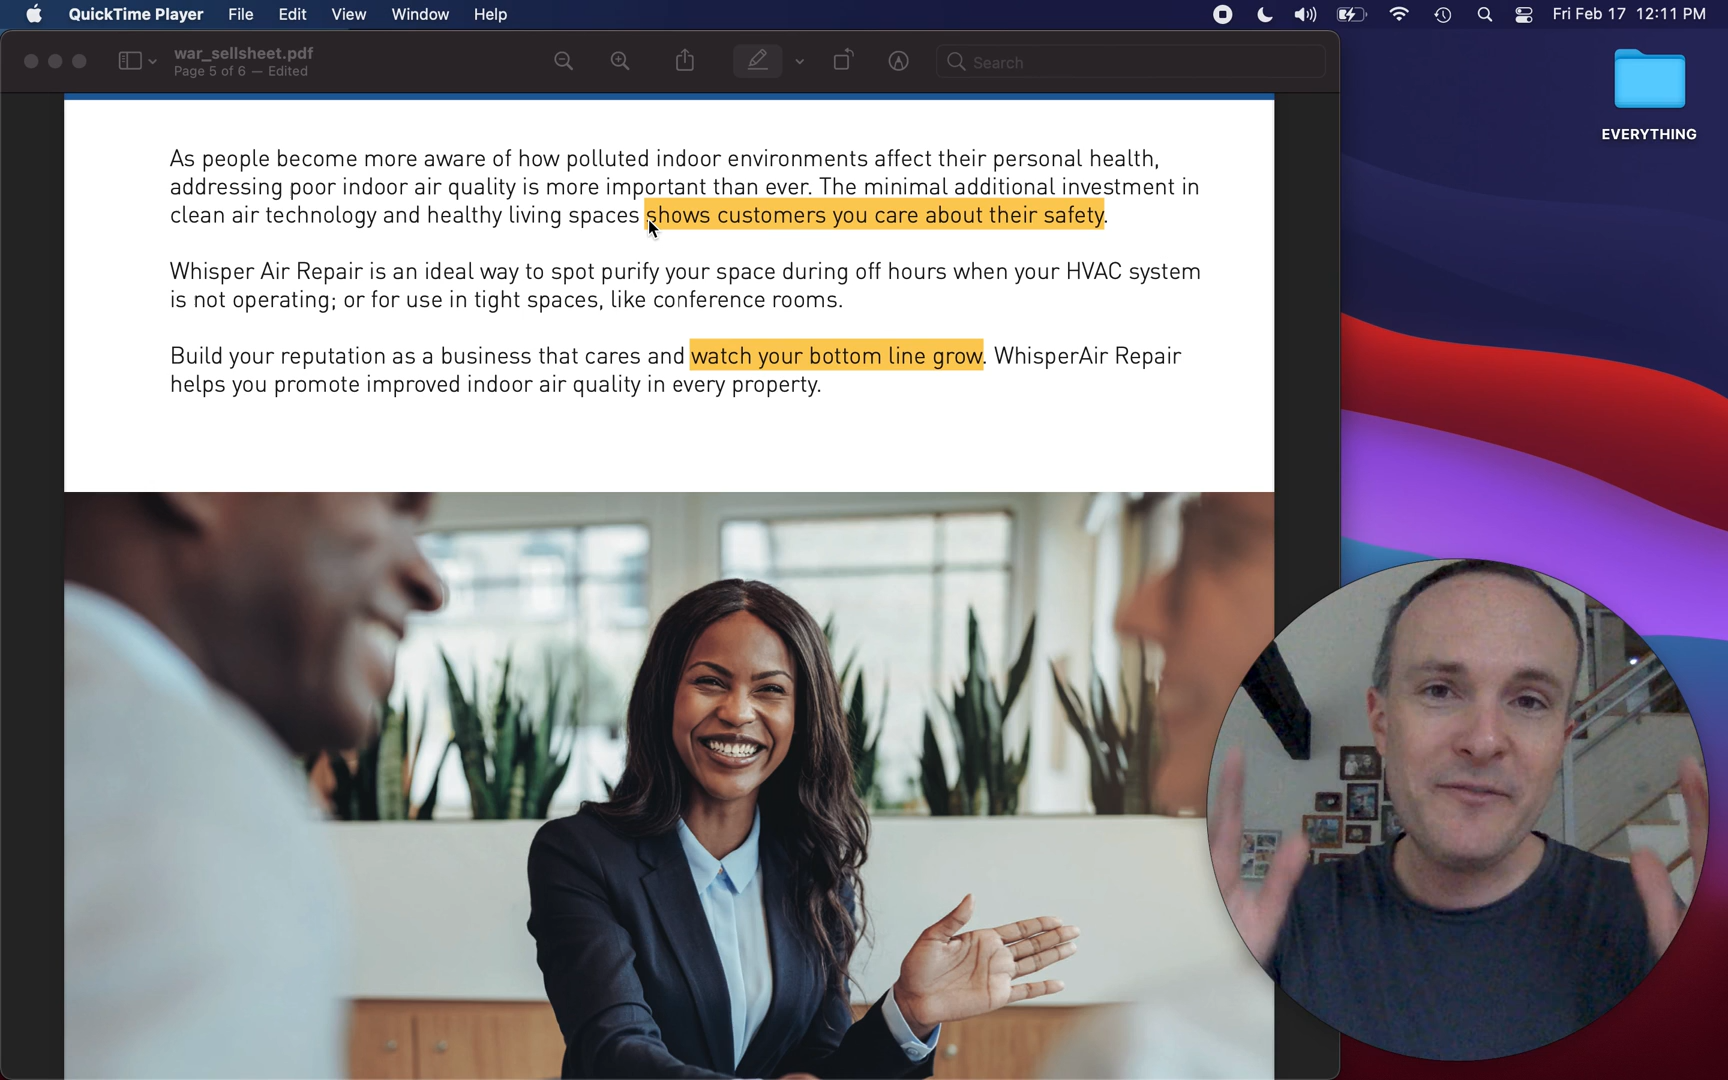 QuickTime Player File Edit View Window Help Fri Feb 17 12:11 PM
war_sellsheet.pdf
Page 5 of 6 — Edited
Search
EVERYTHING
As people become more aware of how polluted indoor environments affect their personal health,
addressing poor indoor air quality is more important than ever. The minimal additional investment in
clean air technology and healthy living spaces shows customers you care about their safety.
Whisper Air Repair is an ideal way to spot purify your space during off hours when your HVAC system
is not operating; or for use in tight spaces, like conference rooms.
Build your reputation as a business that cares and watch your bottom line grow. WhisperAir Repair
helps you promote improved indoor air quality in every property.